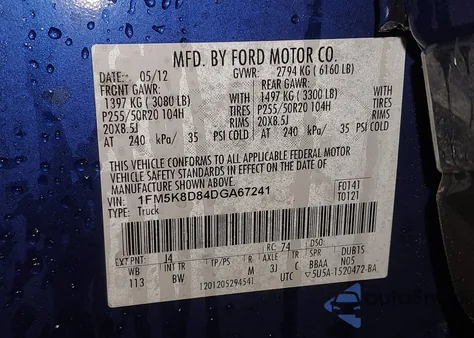 MFD. BY FORD MOTOR CO.
DATE: 05/12 GVWR: 2794 KG (6160 LB)
FRONT GAWR: REAR GAWR:
1397 KG (3080 LB) WITH 1497 KG (3300 LB) WITH
P255/50R20 104H TIRES P255/50R20 104H TIRES
20X8.5J RIMS 20X8.5J RIMS
AT 240 kPa/ 35 PSI COLD AT 240 kPa/ 35 PSI COLD
THIS VEHICLE CONFORMS TO ALL APPLICABLE FEDERAL MOTOR
VEHICLE SAFETY STANDARDS IN EFFECT ON THE DATE OF
MANUFACTURE SHOWN ABOVE.
VIN: 1FM5K8D84DGA67241 F0141
TYPE: Truck T0121
EXT PNT: J4 RC: 74 DSO:
WB INT TR R AXLE TR SPR DUB15
113 BW M 3J C BBAA N05
1201205294541 UTC 5U5A-1520472-BA